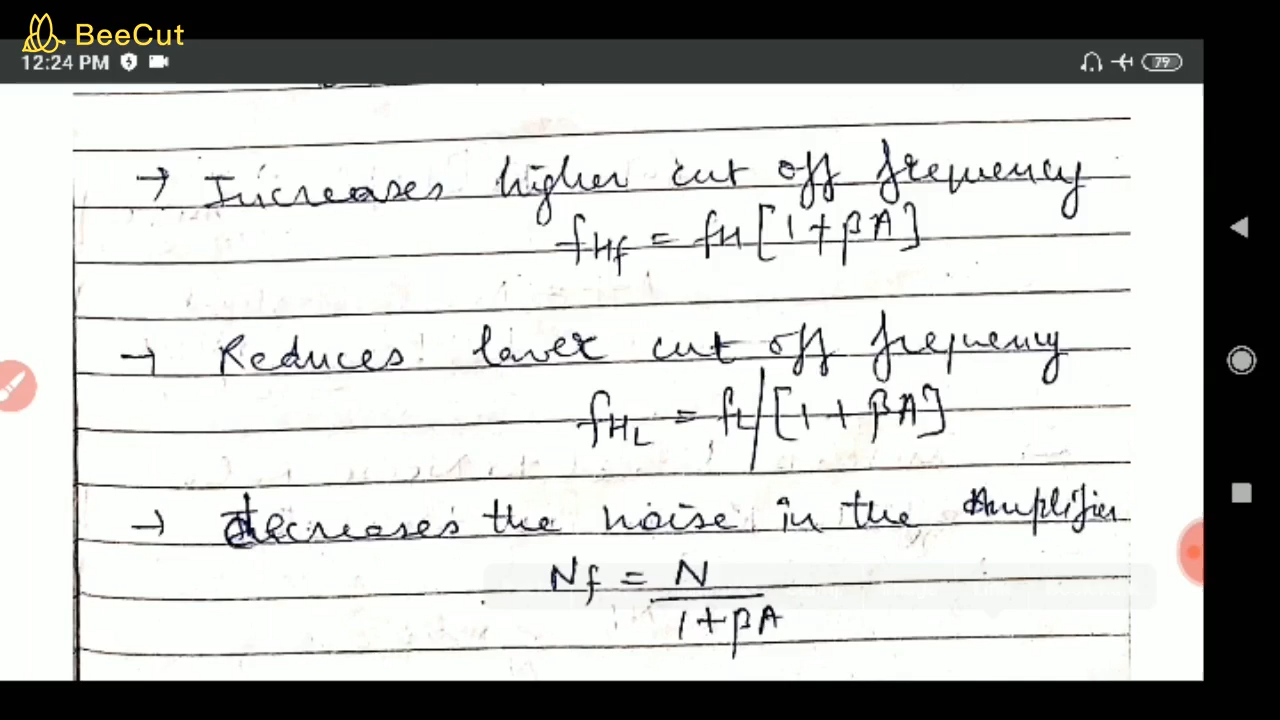 BeeCut
12:24 PM
79
→ Increases higher cut off frequency
fHf = fH [1 + βA]
→ Reduces lower cut off frequency
fHL = fL / [1 + βA]
→ decreases the noise in the Amplifier
Nf = N
1 + βA